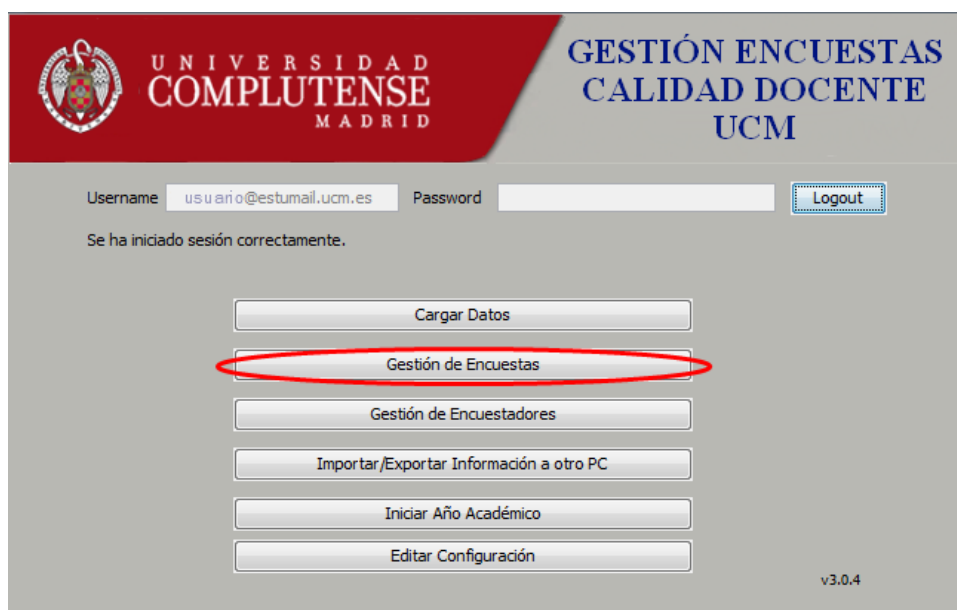 UNIVERSIDAD
COMPLUTENSE
MADRID
GESTIÓN ENCUESTAS
CALIDAD DOCENTE
UCM
Username usuario@estumail.ucm.es Password Logout
Se ha iniciado sesión correctamente.
Cargar Datos
Gestión de Encuestas
Gestión de Encuestadores
Importar/Exportar Información a otro PC
Iniciar Año Académico
Editar Configuración
v3.0.4